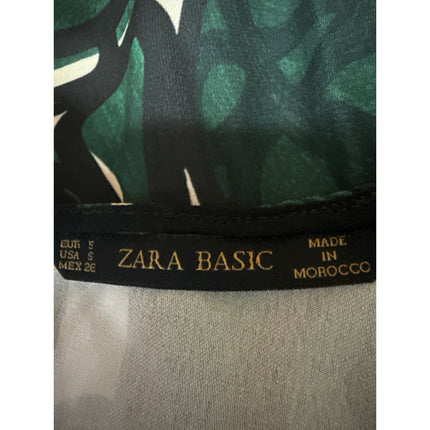 EUR S
USA S
MEX 26
ZARA BASIC
MADE
IN
MOROCCO